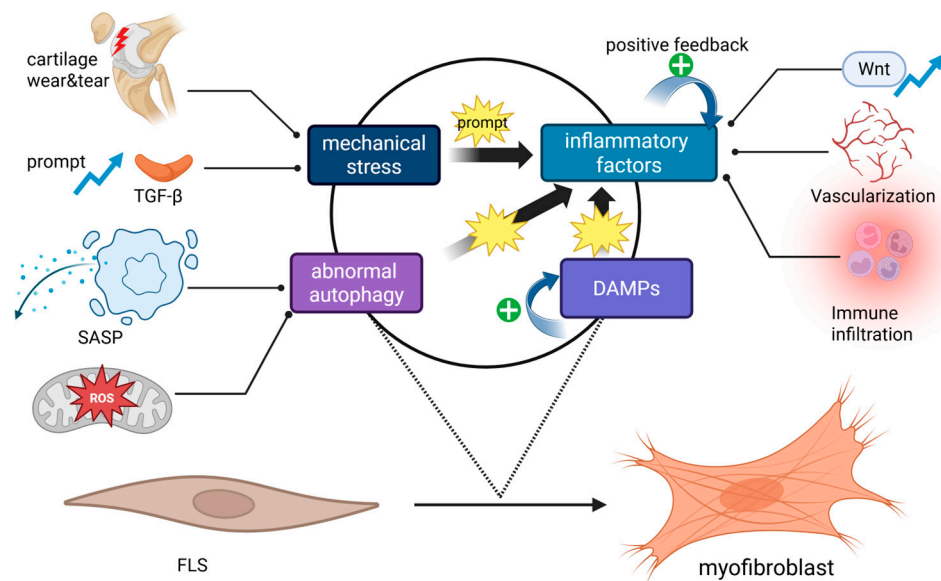 cartilage
wear&tear
prompt
TGF-β
SASP
ROS
mechanical
stress
abnormal
autophagy
prompt
positive feedback
inflammatory
factors
DAMPs
Wnt
Vascularization
Immune
infiltration
FLS
myofibroblast